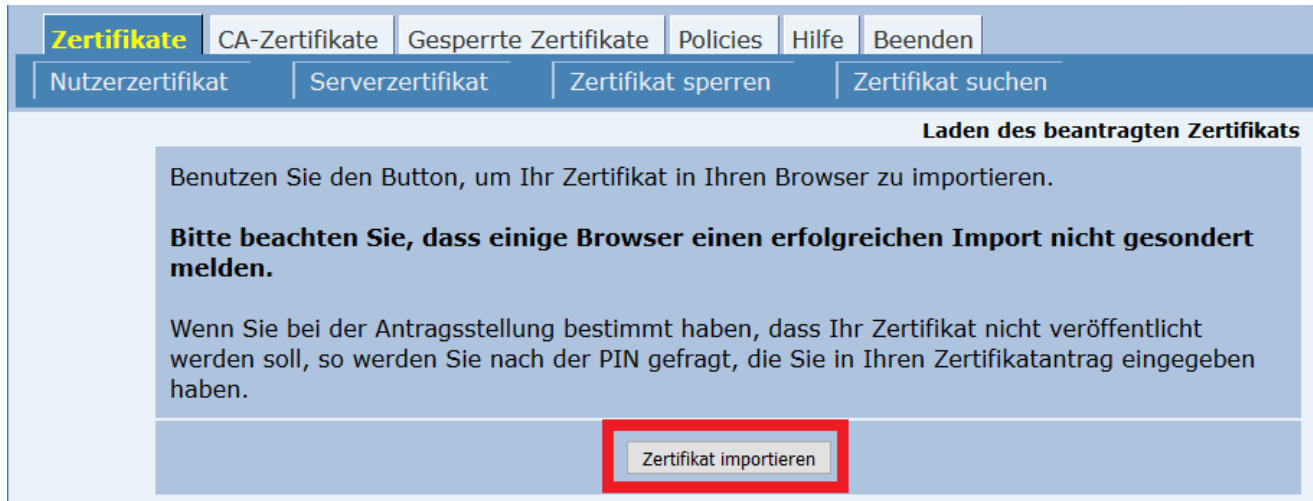 Zertifikate CA-Zertifikate Gesperrte Zertifikate Policies Hilfe Beenden
Nutzerzertifikat Serverzertifikat Zertifikat sperren Zertifikat suchen
Laden des beantragten Zertifikats
Benutzen Sie den Button, um Ihr Zertifikat in Ihren Browser zu importieren.
Bitte beachten Sie, dass einige Browser einen erfolgreichen Import nicht gesondert
melden.
Wenn Sie bei der Antragsstellung bestimmt haben, dass Ihr Zertifikat nicht veröffentlicht
werden soll, so werden Sie nach der PIN gefragt, die Sie in Ihren Zertifikatantrag eingegeben
haben.
Zertifikat importieren